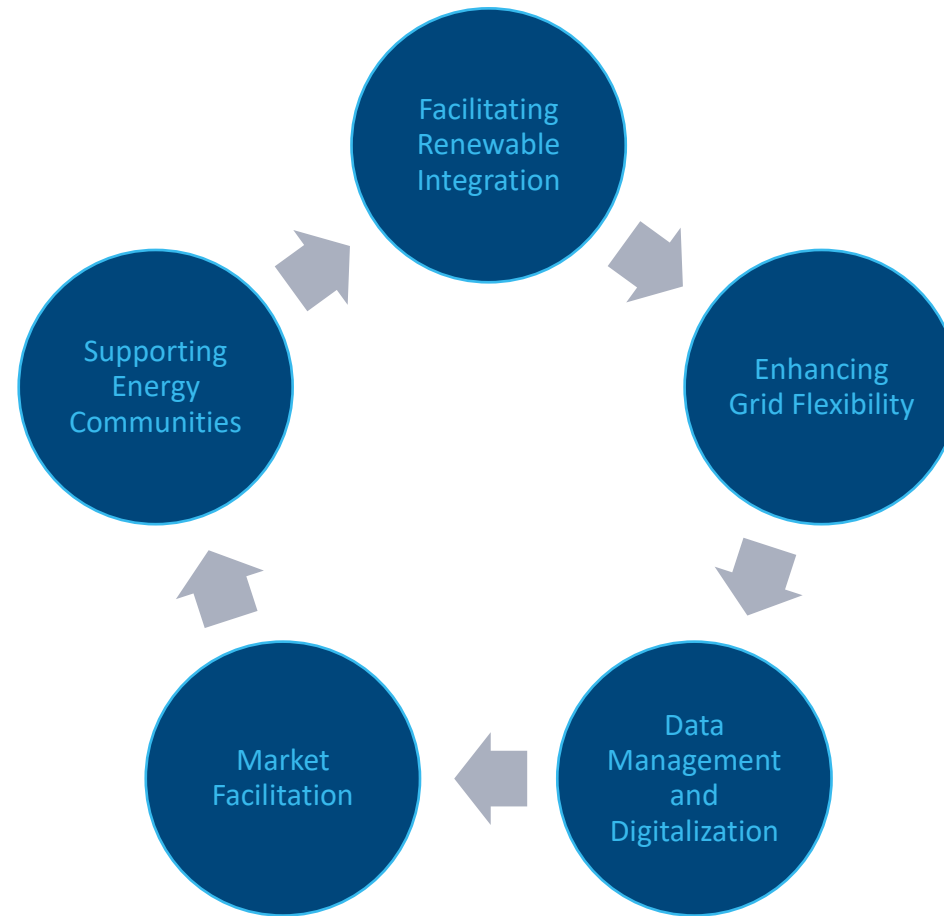 Facilitating
Renewable
Integration
Enhancing
Grid Flexibility
Data
Management
and
Digitalization
Market
Facilitation
Supporting
Energy
Communities